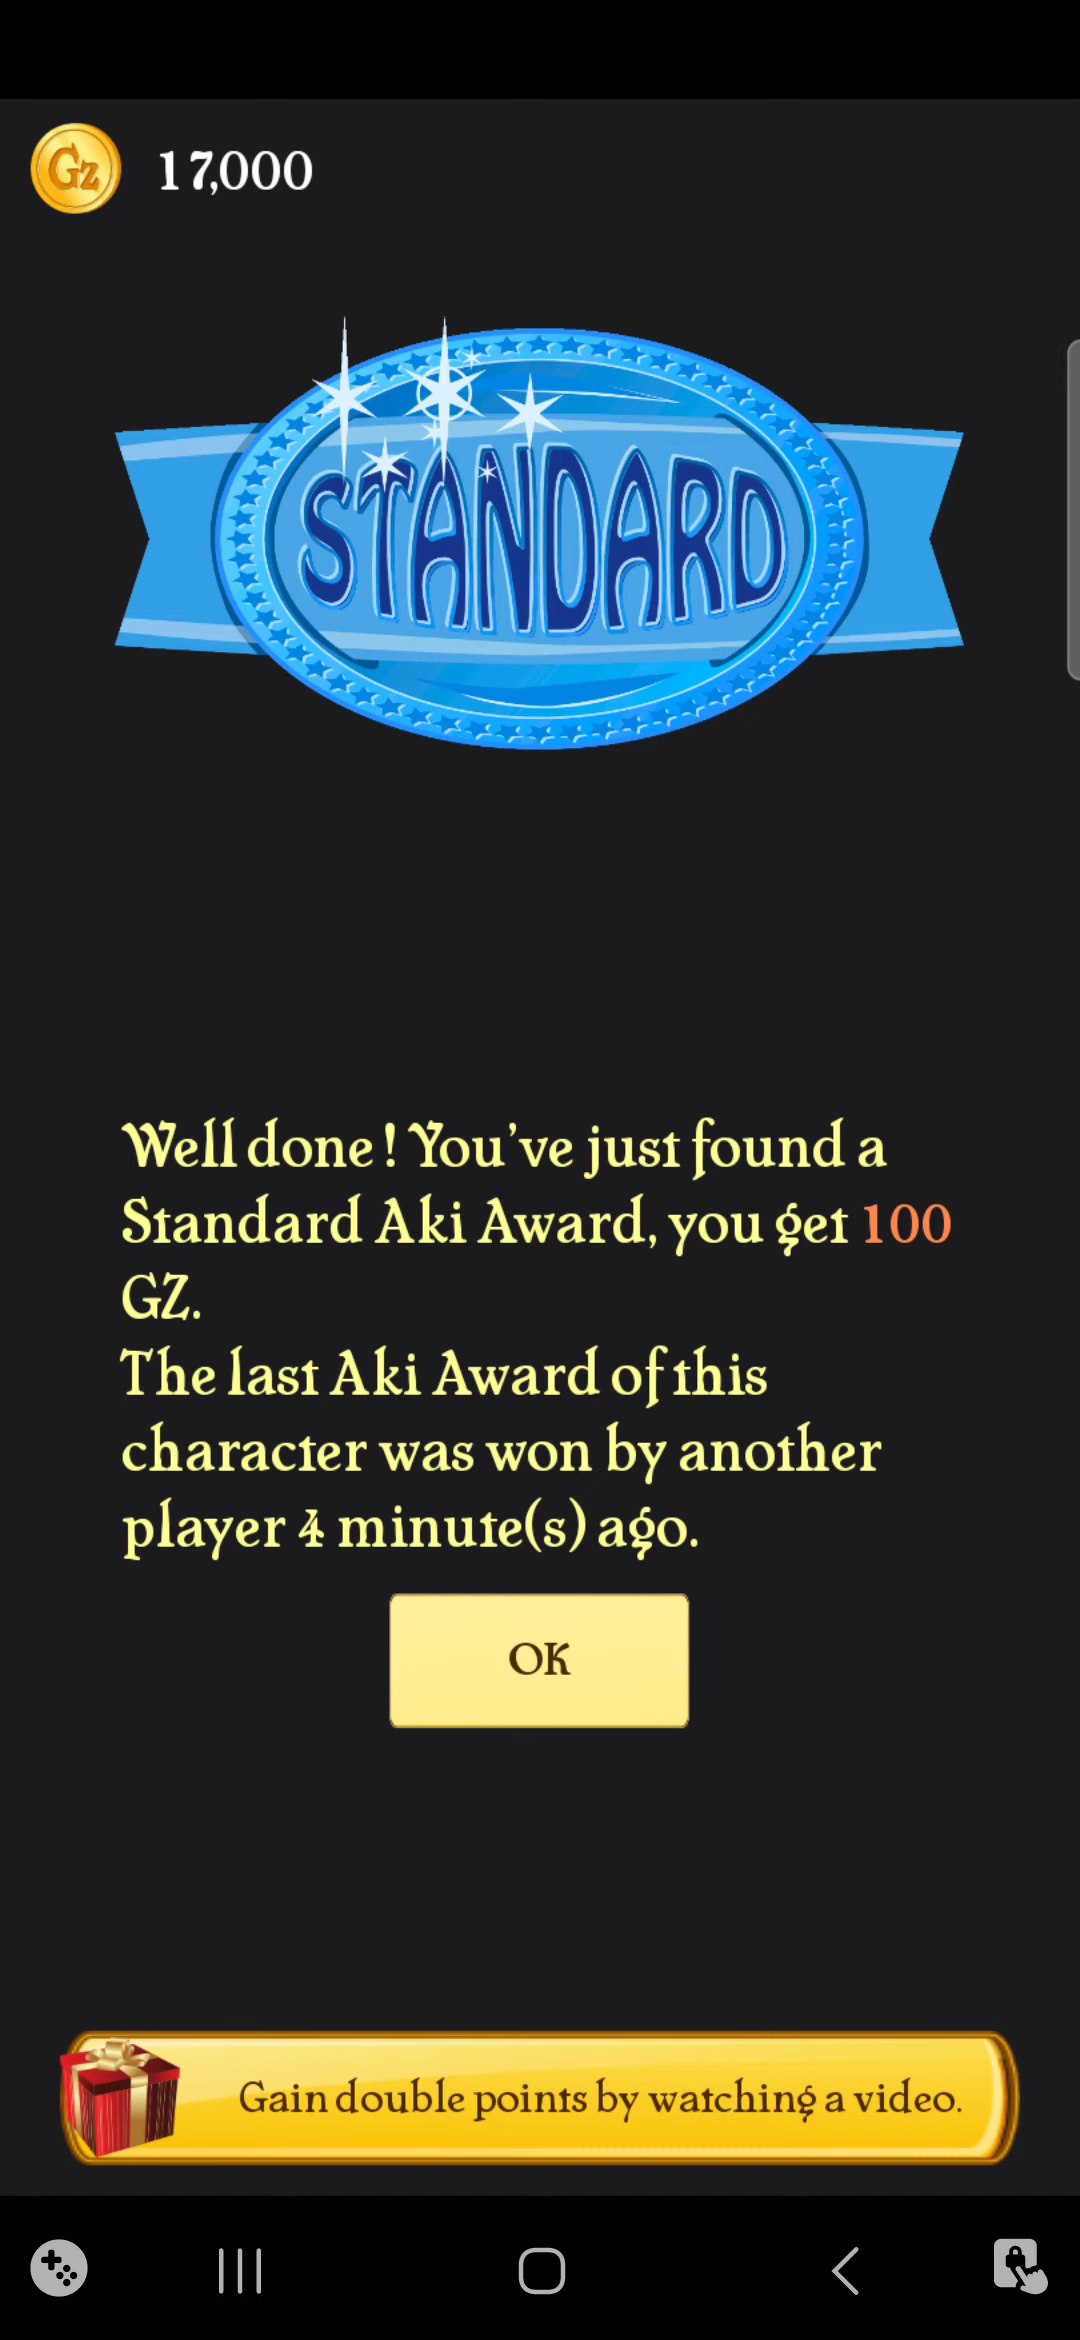 Gz 17,000
STANDARD
Well done ! You've just found a
Standard Aki Award, you get 100
GZ.
The last Aki Award of this
character was won by another
player 4 minute(s) ago.
OK
Gain double points by watching a video.